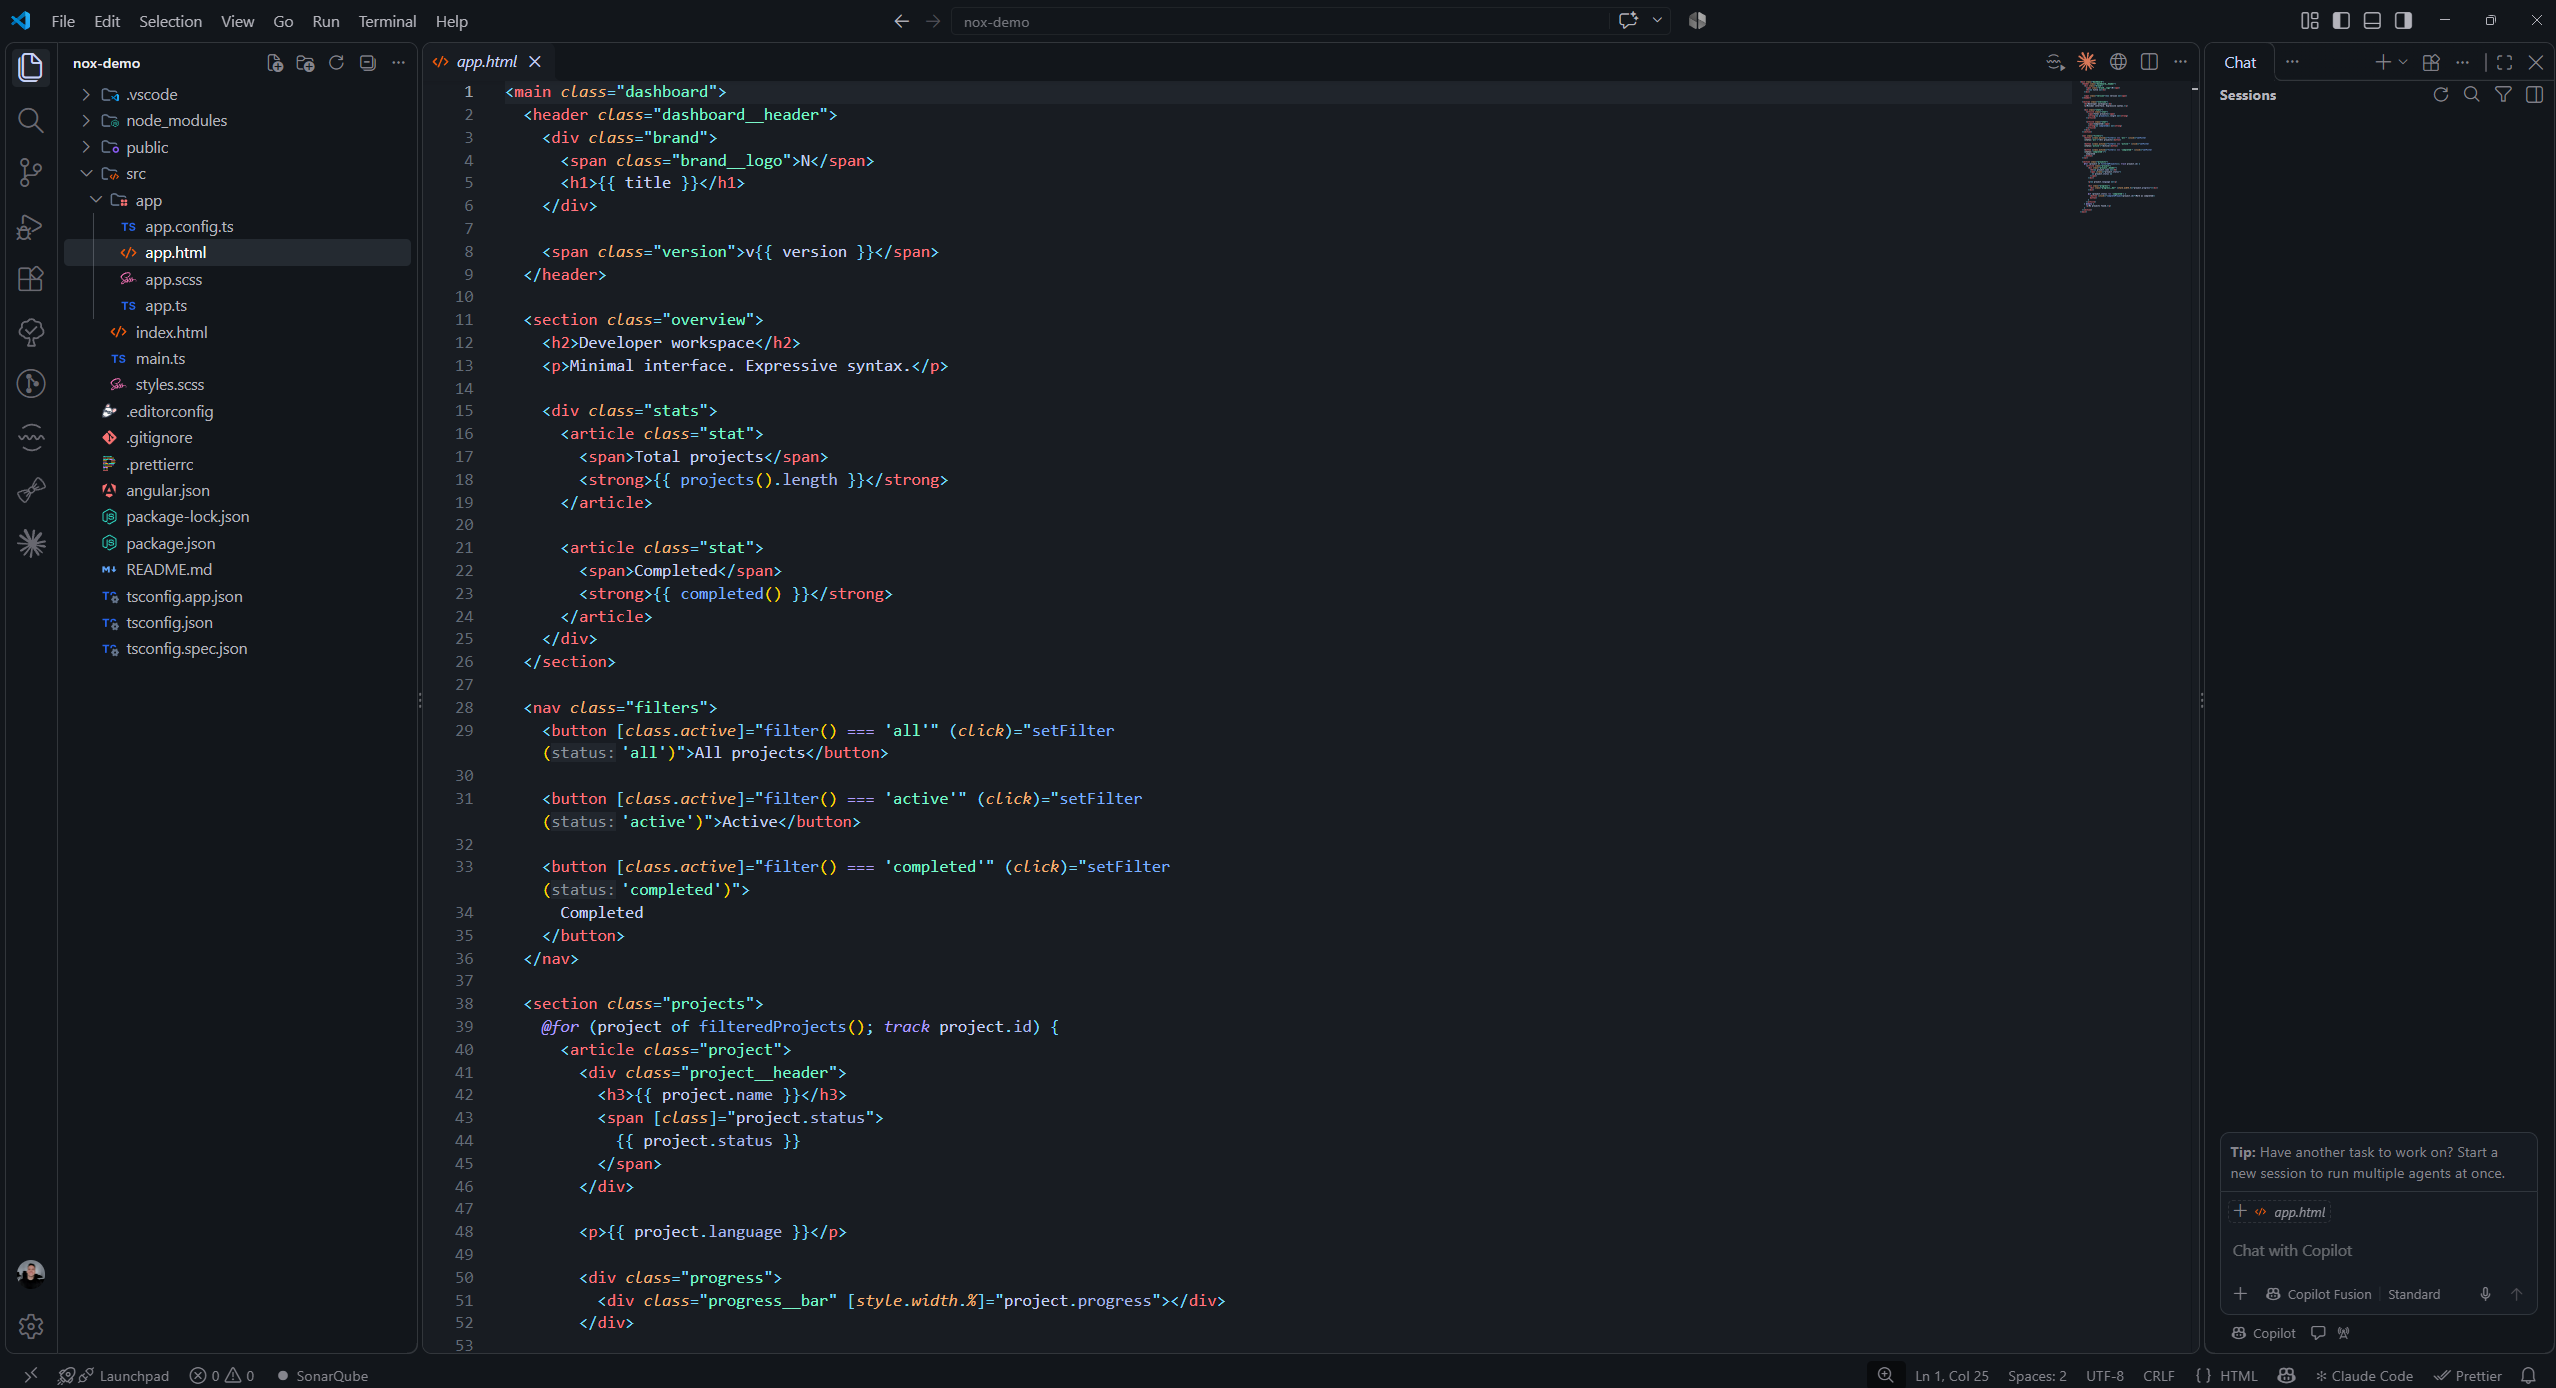 File Edit Selection View Go Run Terminal Help
nox-demo
nox-demo
.vscode
node_modules
public
src
app
TS app.config.ts
app.html
app.scss
TS app.ts
index.html
TS main.ts
styles.scss
.editorconfig
.gitignore
.prettierrc
angular.json
package-lock.json
package.json
README.md
tsconfig.app.json
tsconfig.json
tsconfig.spec.json
app.html
1 <main class="dashboard">
2 <header class="dashboard__header">
3 <div class="brand">
4 <span class="brand__logo">N</span>
5 <h1>{{ title }}</h1>
6 </div>
7
8 <span class="version">v{{ version }}</span>
9 </header>
10
11 <section class="overview">
12 <h2>Developer workspace</h2>
13 <p>Minimal interface. Expressive syntax.</p>
14
15 <div class="stats">
16 <article class="stat">
17 <span>Total projects</span>
18 <strong>{{ projects().length }}</strong>
19 </article>
20
21 <article class="stat">
22 <span>Completed</span>
23 <strong>{{ completed() }}</strong>
24 </article>
25 </div>
26 </section>
27
28 <nav class="filters">
29 <button [class.active]="filter() === 'all'" (click)="setFilter
(status: 'all')">All projects</button>
30
31 <button [class.active]="filter() === 'active'" (click)="setFilter
(status: 'active')">Active</button>
32
33 <button [class.active]="filter() === 'completed'" (click)="setFilter
(status: 'completed')">
34 Completed
35 </button>
36 </nav>
37
38 <section class="projects">
39 @for (project of filteredProjects(); track project.id) {
40 <article class="project">
41 <div class="project__header">
42 <h3>{{ project.name }}</h3>
43 <span [class]="project.status">
44 {{ project.status }}
45 </span>
46 </div>
47
48 <p>{{ project.language }}</p>
49
50 <div class="progress">
51 <div class="progress__bar" [style.width.%]="project.progress"></div>
52 </div>
53
Chat
Sessions
Tip: Have another task to work on? Start a
new session to run multiple agents at once.
app.html
Chat with Copilot
Copilot Fusion Standard
Copilot
Launchpad 0 0 SonarQube
Ln 1, Col 25 Spaces: 2 UTF-8 CRLF {} HTML Claude Code Prettier